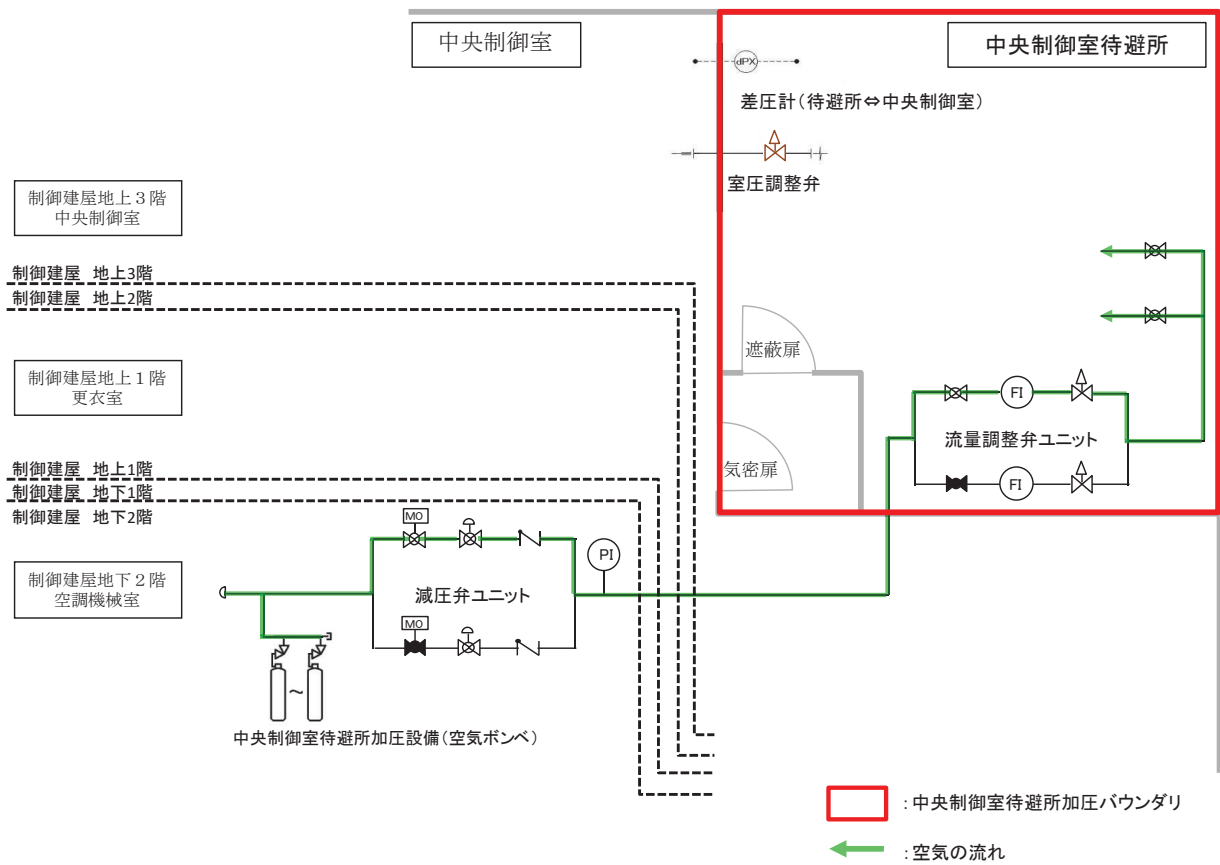 中央制御室
中央制御室待避所
dPX
差圧計(待避所⇔中央制御室)
室圧調整弁
制御建屋地上3階
中央制御室
制御建屋 地上3階
制御建屋 地上2階
遮蔽扉
制御建屋地上1階
更衣室
FI
流量調整弁ユニット
気密扉
FI
制御建屋 地上1階
制御建屋 地下1階
制御建屋 地下2階
MO
PI
制御建屋地下2階
空調機械室
減圧弁ユニット
MO
~
中央制御室待避所加圧設備(空気ボンベ)
:中央制御室待避所加圧バウンダリ
:空気の流れ